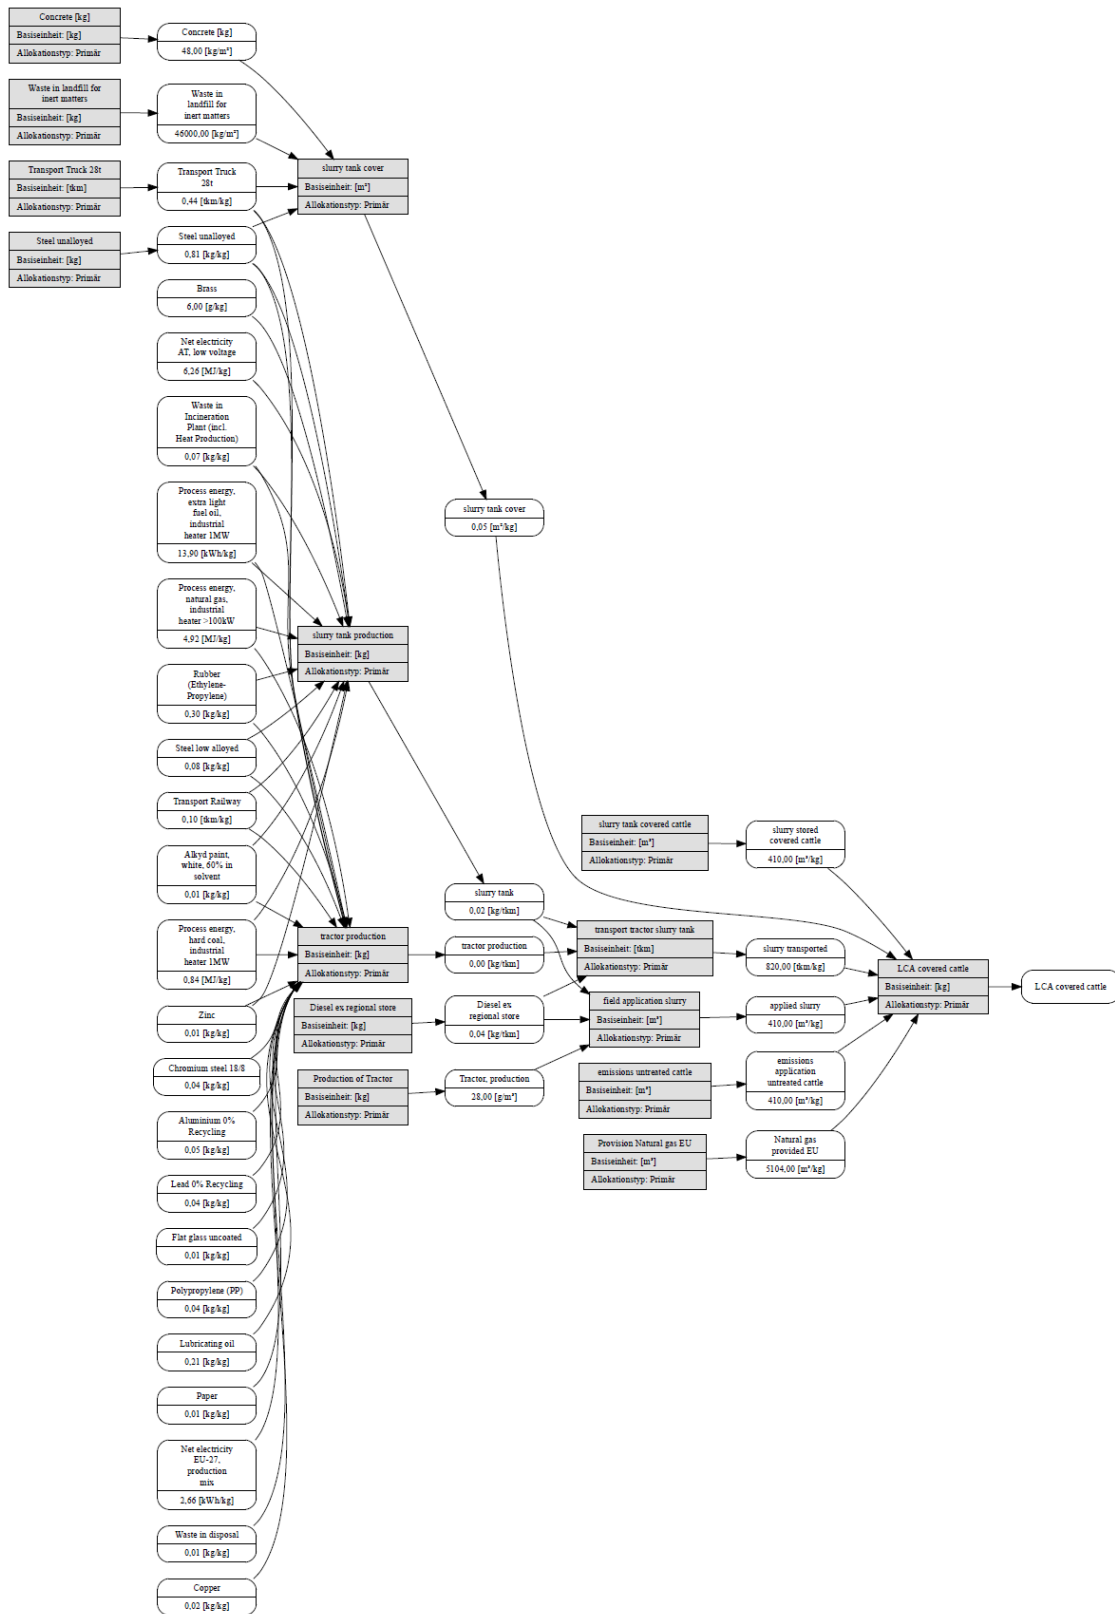 Concrete [kg]
Basiseinheit: [kg]
Allokationstyp: Primär
Concrete [kg]
48,00 [kg/m²]
Waste in landfill for
inert matters
Basiseinheit: [kg]
Allokationstyp: Primär
Waste in
landfill for
inert matters
46000,00 [kg/m²]
Transport Truck 28t
Basiseinheit: [tkm]
Allokationstyp: Primär
Transport Truck
28t
0,44 [tkm/kg]
Steel unalloyed
Basiseinheit: [kg]
Allokationstyp: Primär
Steel unalloyed
0,81 [kg/kg]
slurry tank cover
Basiseinheit: [m²]
Allokationstyp: Primär
Brass
6,00 [g/kg]
Net electricity
AT, low voltage
6,26 [MJ/kg]
Waste in
Incineration
Plant (incl.
Heat Production)
0,07 [kg/kg]
Process energy,
extra light
fuel oil,
industrial
heater 1MW
13,90 [kWh/kg]
Process energy,
natural gas,
industrial
heater >100kW
4,92 [MJ/kg]
Rubber
(Ethylene-
Propylene)
0,30 [kg/kg]
Steel low alloyed
0,08 [kg/kg]
Transport Railway
0,10 [tkm/kg]
Alkyd paint,
white, 60% in
solvent
0,01 [kg/kg]
Process energy,
hard coal,
industrial
heater 1MW
0,84 [MJ/kg]
Zinc
0,01 [kg/kg]
Chromium steel 18/8
0,04 [kg/kg]
Aluminium 0%
Recycling
0,05 [kg/kg]
Lead 0% Recycling
0,04 [kg/kg]
Flat glass uncoated
0,01 [kg/kg]
Polypropylene (PP)
0,04 [kg/kg]
Lubricating oil
0,21 [kg/kg]
Paper
0,01 [kg/kg]
Net electricity
EU-27,
production
mix
2,66 [kWh/kg]
Waste in disposal
0,01 [kg/kg]
Copper
0,02 [kg/kg]
slurry tank production
Basiseinheit: [kg]
Allokationstyp: Primär
tractor production
Basiseinheit: [kg]
Allokationstyp: Primär
Diesel ex regional store
Basiseinheit: [kg]
Allokationstyp: Primär
Production of Tractor
Basiseinheit: [kg]
Allokationstyp: Primär
slurry tank cover
0,05 [m²/kg]
slurry tank
0,02 [kg/tkm]
tractor production
0,00 [kg/tkm]
Diesel ex
regional store
0,04 [kg/tkm]
Tractor, production
28,00 [g/m³]
slurry tank covered cattle
Basiseinheit: [m³]
Allokationstyp: Primär
transport tractor slurry tank
Basiseinheit: [tkm]
Allokationstyp: Primär
field application slurry
Basiseinheit: [m³]
Allokationstyp: Primär
emissions untreated cattle
Basiseinheit: [m³]
Allokationstyp: Primär
Provision Natural gas EU
Basiseinheit: [m³]
Allokationstyp: Primär
slurry stored
covered cattle
410,00 [m³/kg]
slurry transported
820,00 [tkm/kg]
applied slurry
410,00 [m³/kg]
emissions
application
untreated cattle
410,00 [m³/kg]
Natural gas
provided EU
5104,00 [m³/kg]
LCA covered cattle
Basiseinheit: [kg]
Allokationstyp: Primär
LCA covered cattle